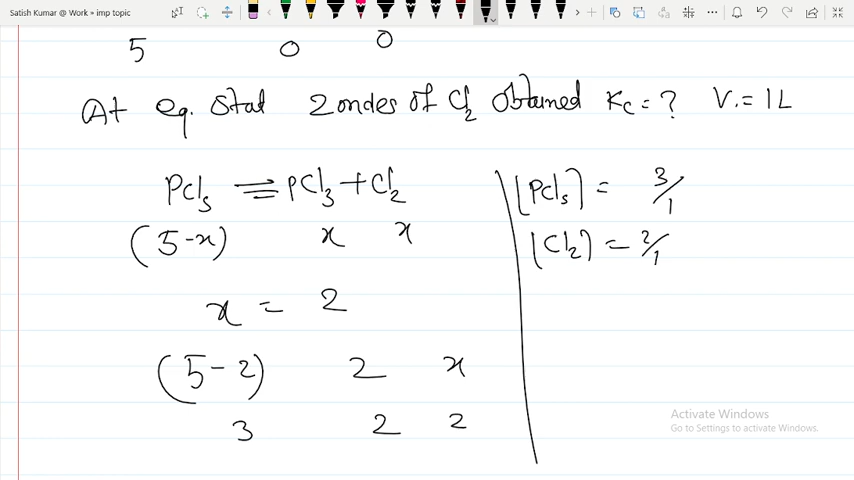 Satish Kumar @ Work » imp topic
5 0 0
At eq. Stat 2 moles of Cl₂ obtained Kc = ? V. = 1L
PCl₅ ⇌ PCl₃ + Cl₂
(5-x) x x
x = 2
(5-2) 2 x
3 2 2
[PCl₅] = 3/1
[Cl₂] = 2/1
Activate Windows
Go to Settings to activate Windows.